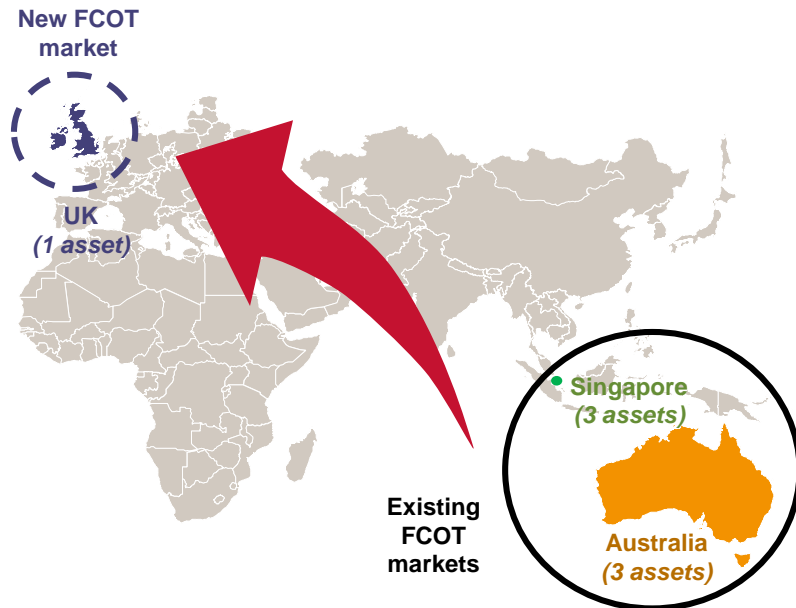 New FCOT
market
UK
(1 asset)
Singapore
(3 assets)
Existing
FCOT
markets
Australia
(3 assets)